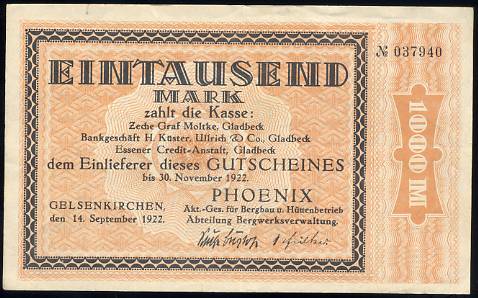 № 037940
EINTAUSEND
MARK
zahlt die Kasse:
Zeche Graf Moltke, Gladbeck
Bankgeschäft H. Küster, Ullrich & Co., Gladbeck
Essener Credit-Anstalt, Gladbeck
dem Einlieferer dieses GUTSCHEINES
bis 30. November 1922.
GELSENKIRCHEN,
den 14. September 1922.
PHOENIX
Akt.-Ges. für Bergbau u. Hüttenbetrieb
Abteilung Bergwerksverwaltung.
1000 M